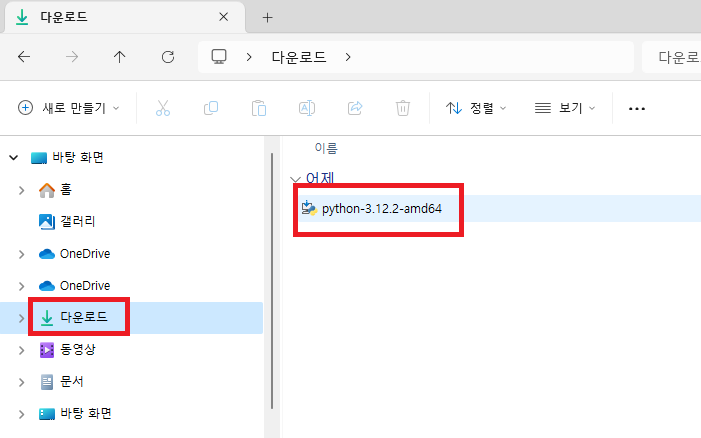 다운로드
다운로드
다운로
새로 만들기
정렬
보기
바탕 화면
홈
갤러리
OneDrive
OneDrive
다운로드
동영상
문서
바탕 화면
이름
어제
python-3.12.2-amd64